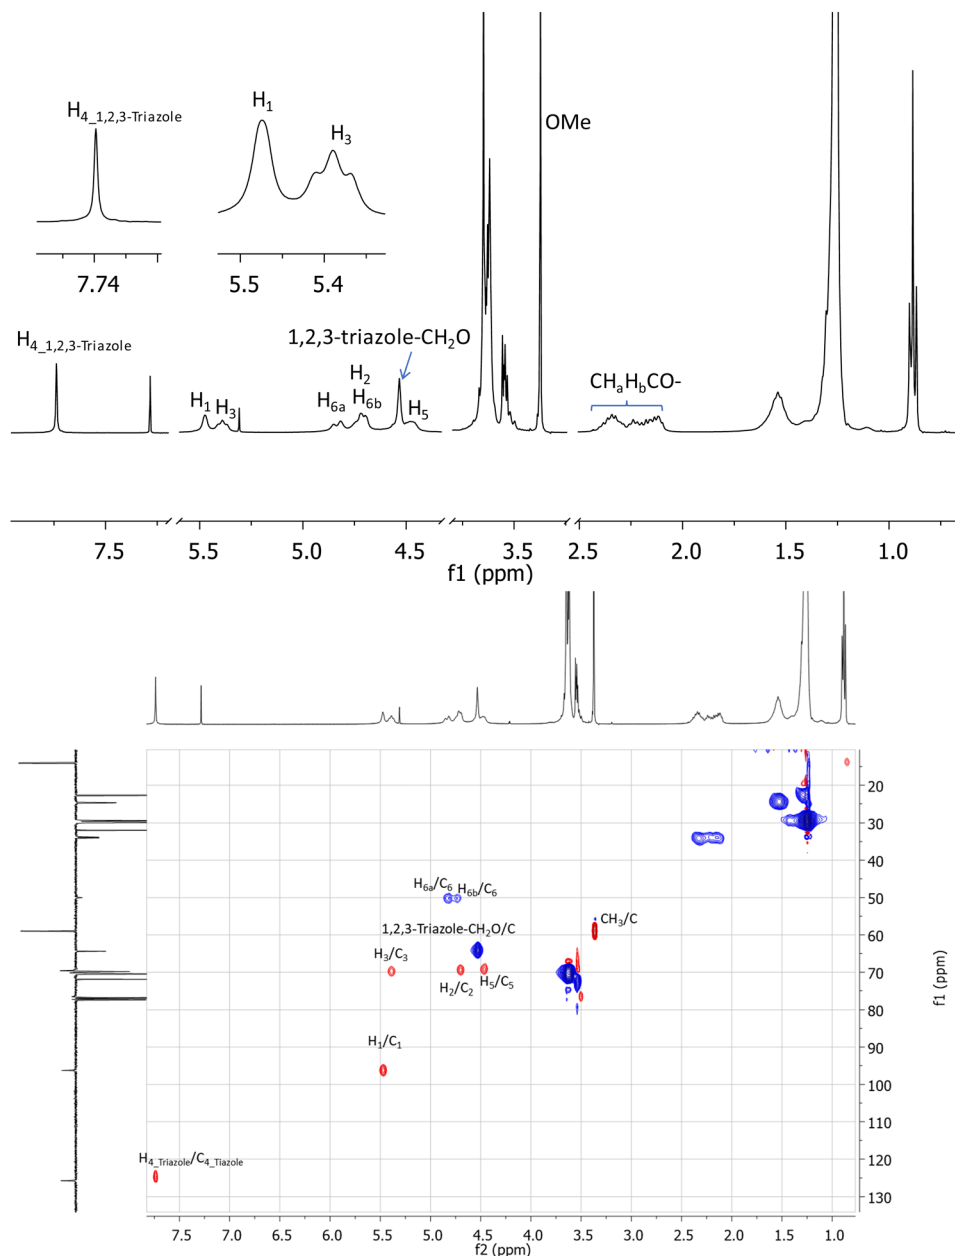 H4_1,2,3-Triazole
H1
H3
7.74
5.5
5.4
OMe
H4_1,2,3-Triazole
1,2,3-triazole-CH2O
H1
H3
H6a
H2
H6b
H5
CHaHbCO-
7.5
5.5
5.0
4.5
3.5
2.5
2.0
1.5
1.0
f1 (ppm)
20
30
40
50
60
70
80
90
100
110
120
130
f1 (ppm)
H6a/C6
H6b/C6
1,2,3-Triazole-CH2O/C
CH3/C
H3/C3
H2/C2
H5/C5
H1/C1
H4_Triazole/C4_Tiazole
7.5
7.0
6.5
6.0
5.5
5.0
4.5
4.0
3.5
3.0
2.5
2.0
1.5
1.0
f2 (ppm)